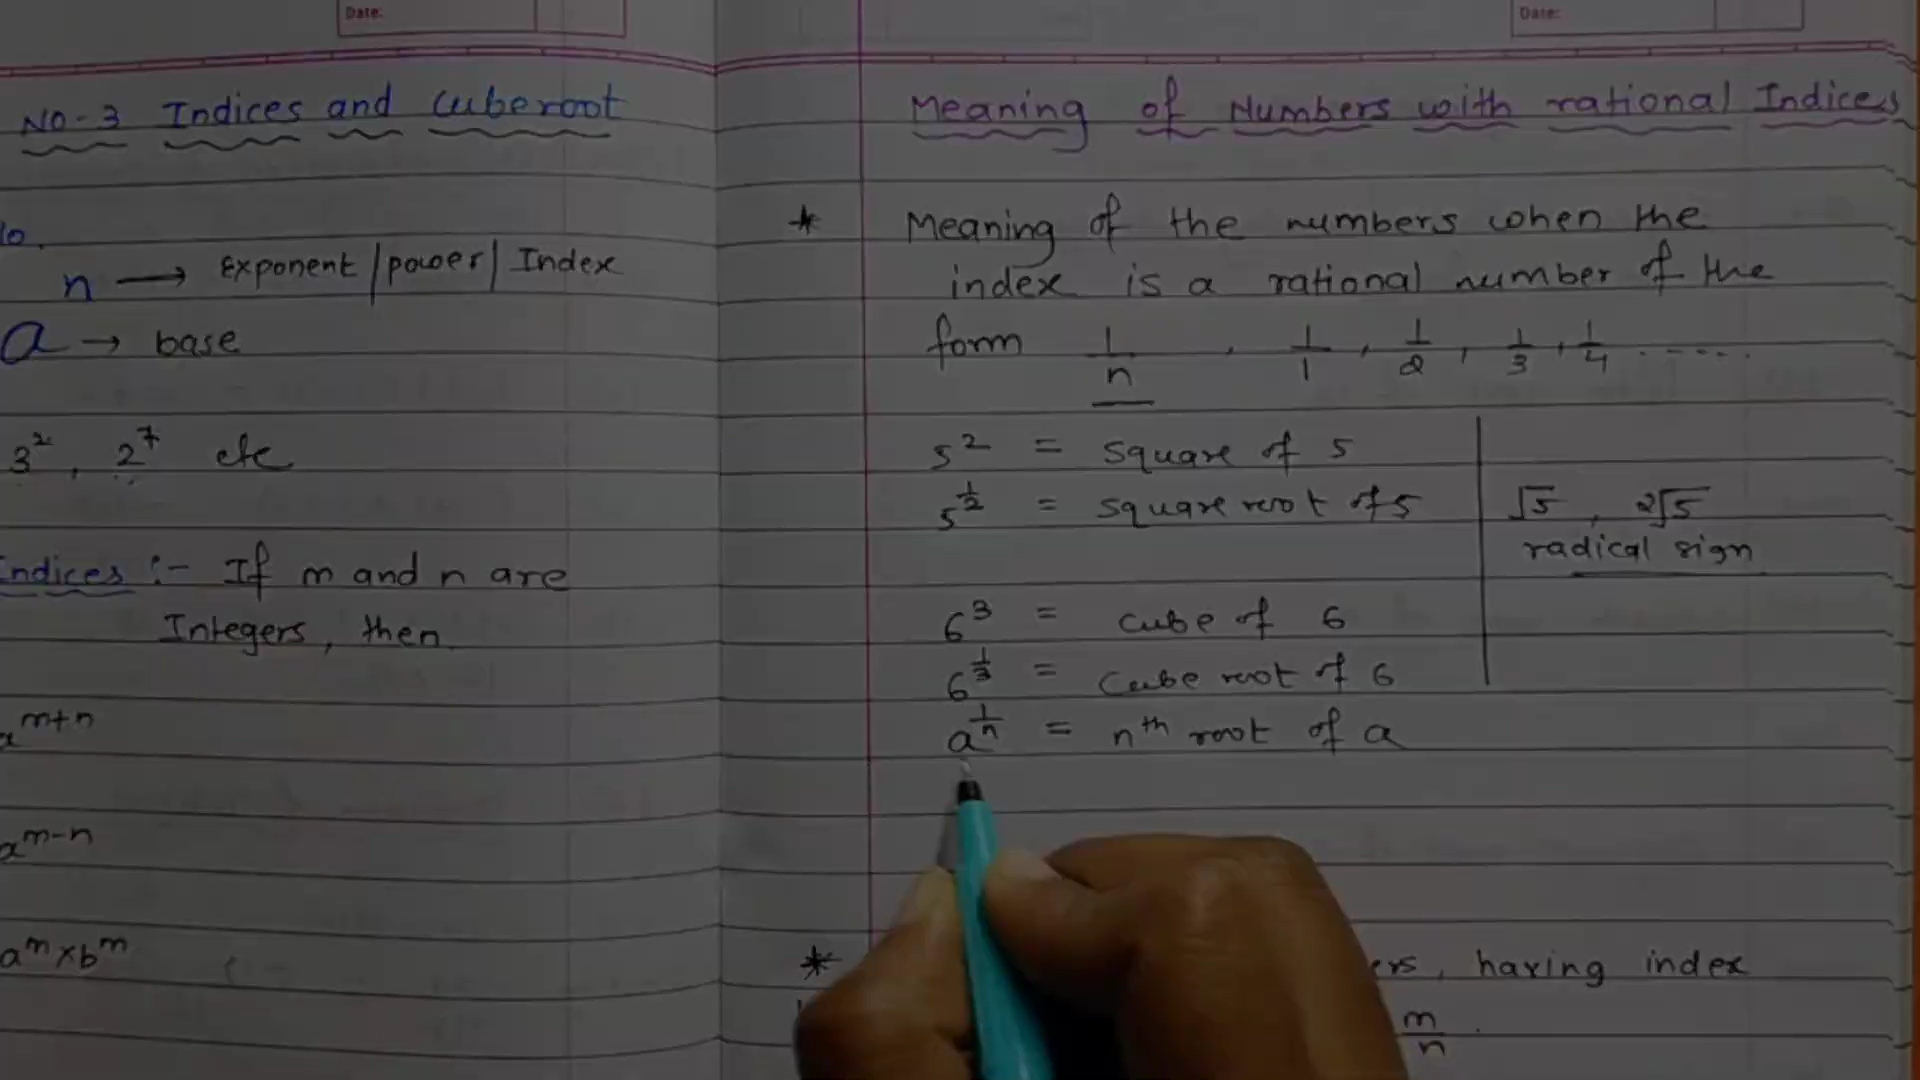 Date:
NO-3 Indices and cuberoot
n → Exponent | power | Index
a → base
3², 2⁷ etc
Indices :- If m and n are
Integers, then
a^{m+n}
a^{m-n}
a^m × b^m
Date:
Meaning of Numbers with rational Indices
* Meaning of the numbers when the
index is a rational number of the
form 1/n , 1/1 , 1/2 , 1/3 , 1/4 ......
5² = square of 5
5^{1/2} = square root of 5 | √5 , ²√5
radical sign
6³ = cube of 6
6^{1/3} = cube root of 6
a^{1/n} = nth root of a
* , having index
m/n .